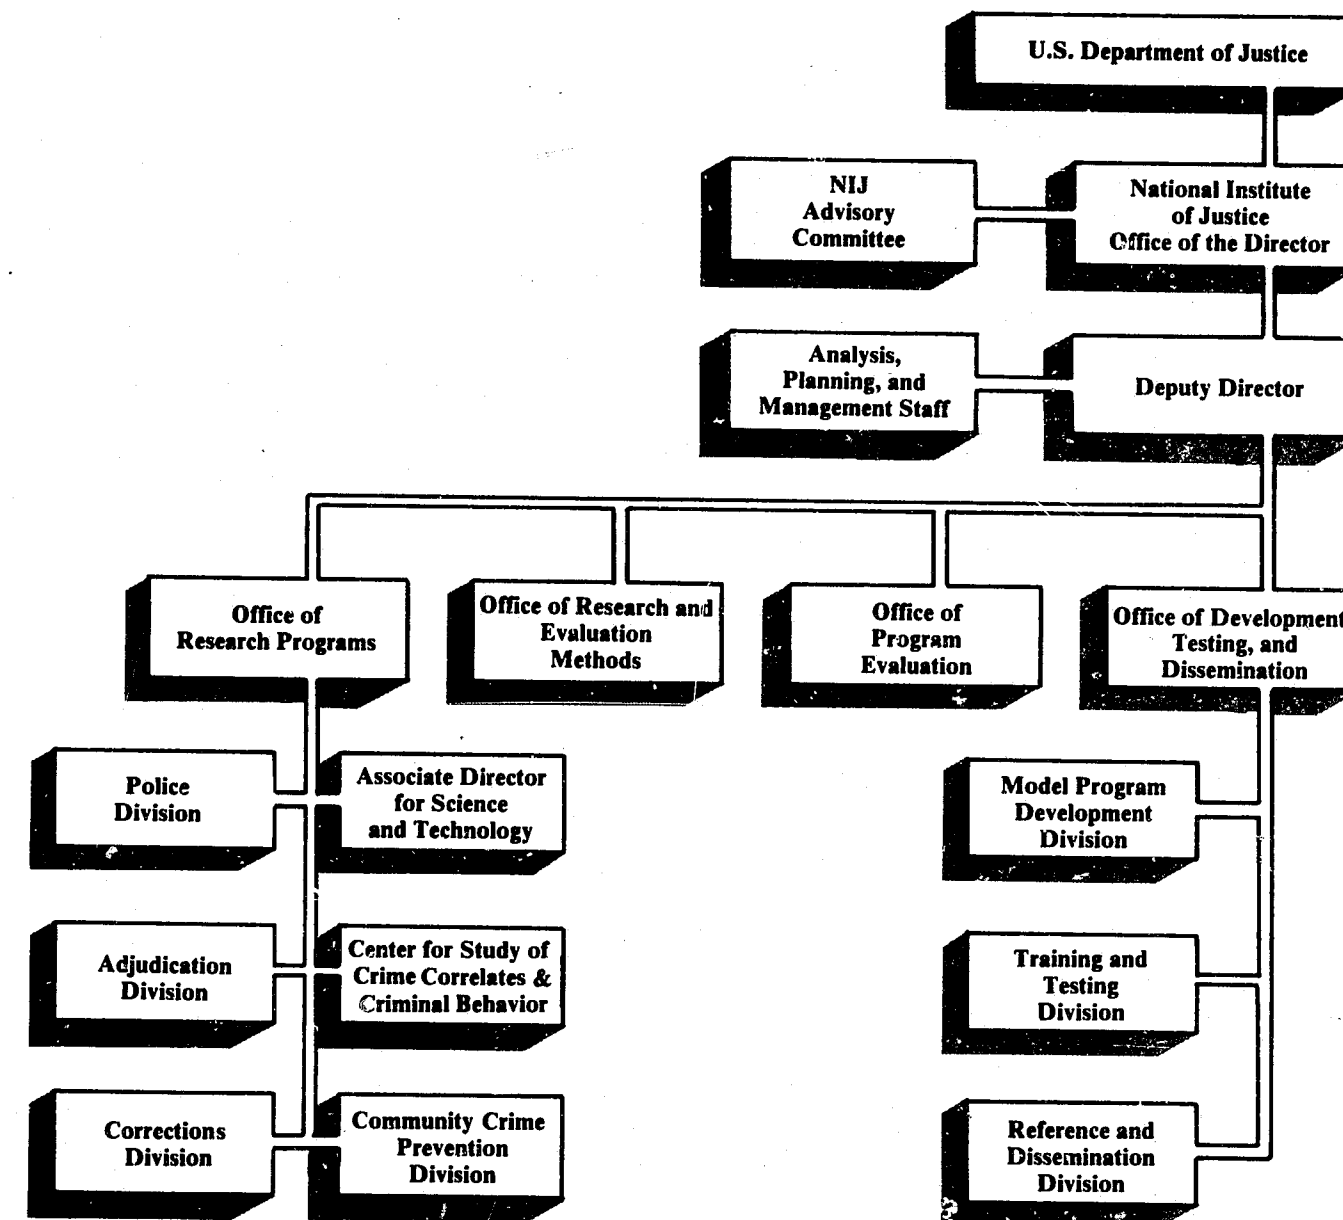 U.S. Department of Justice
NIJ
Advisory
Committee
National Institute
of Justice
Office of the Director
Analysis,
Planning, and
Management Staff
Deputy Director
Office of
Research Programs
Office of Research and
Evaluation
Methods
Office of
Program
Evaluation
Office of Development,
Testing, and
Dissemination
Police
Division
Associate Director
for Science
and Technology
Model Program
Development
Division
Adjudication
Division
Center for Study of
Crime Correlates &
Criminal Behavior
Training and
Testing
Division
Corrections
Division
Community Crime
Prevention
Division
Reference and
Dissemination
Division